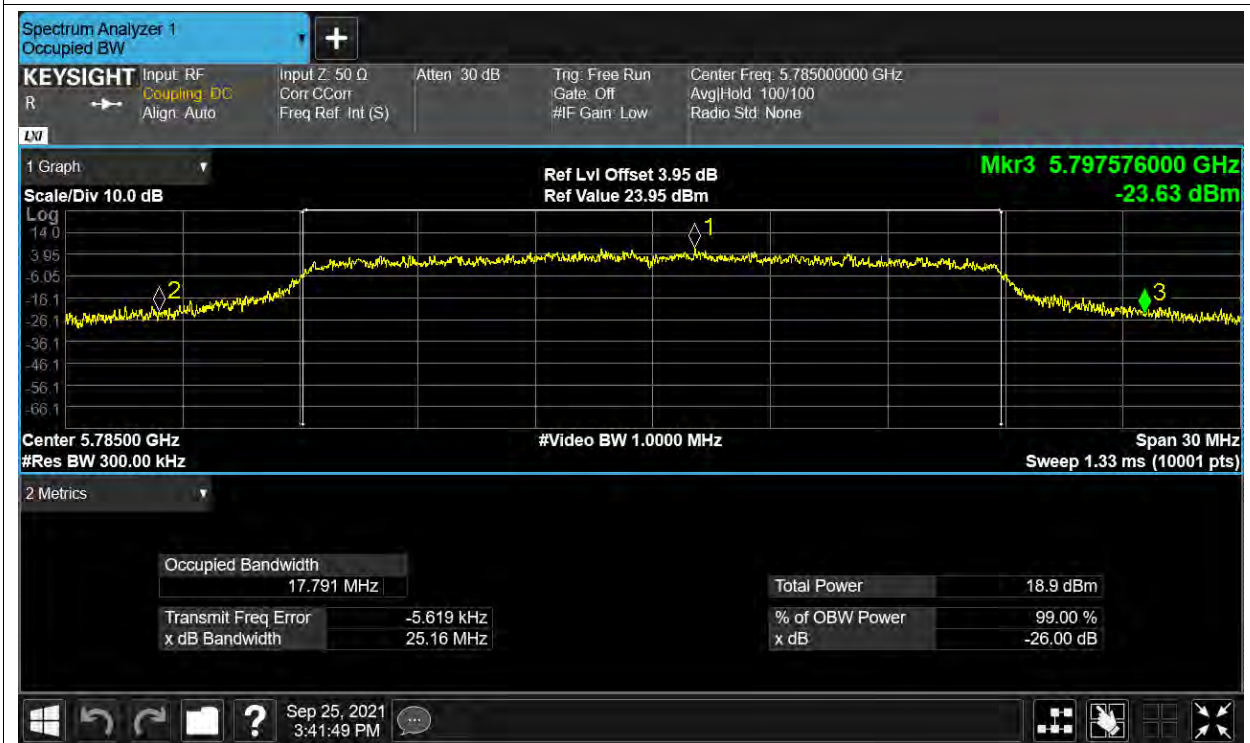 Spectrum Analyzer 1
Occupied BW
KEYSIGHT
R
LXI
Input: RF
Coupling: DC
Align: Auto
Input Z: 50 Ω
Corr CCorr
Freq Ref: Int (S)
Atten: 30 dB
Trig: Free Run
Gate: Off
#IF Gain: Low
Center Freq: 5.785000000 GHz
Avg|Hold: 100/100
Radio Std: None
1 Graph
Scale/Div 10.0 dB
Ref Lvl Offset 3.95 dB
Ref Value 23.95 dBm
Mkr3 5.797576000 GHz
-23.63 dBm
Log
14.0
3.95
-6.05
-16.1
-26.1
-36.1
-46.1
-56.1
-66.1
1
2
3
Center 5.78500 GHz
#Res BW 300.00 kHz
#Video BW 1.0000 MHz
Span 30 MHz
Sweep 1.33 ms (10001 pts)
2 Metrics
Occupied Bandwidth
17.791 MHz
Transmit Freq Error -5.619 kHz
x dB Bandwidth 25.16 MHz
Total Power 18.9 dBm
% of OBW Power 99.00 %
x dB -26.00 dB
?
Sep 25, 2021
3:41:49 PM